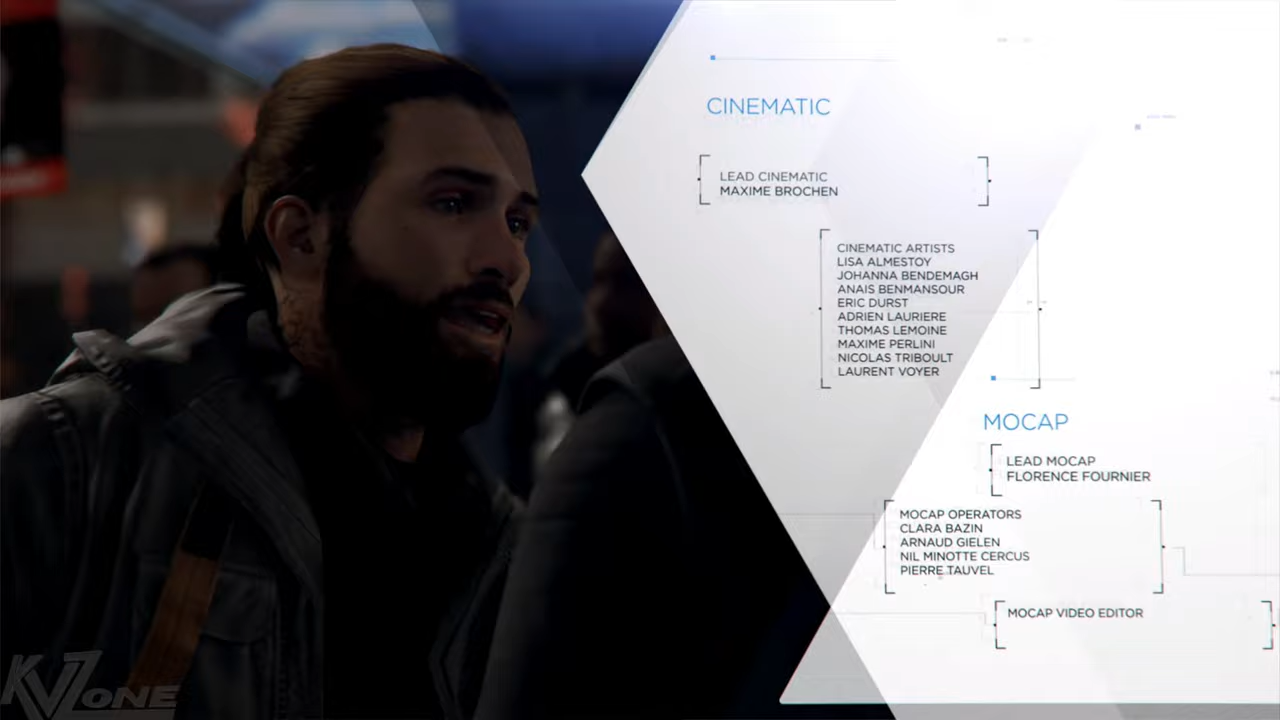 CINEMATIC
LEAD CINEMATIC
MAXIME BROCHEN
CINEMATIC ARTISTS
LISA ALMESTOY
JOHANNA BENDEMAGH
ANAIS BENMANSOUR
ERIC DURST
ADRIEN LAURIERE
THOMAS LEMOINE
MAXIME PERLINI
NICOLAS TRIBOULT
LAURENT VOYER
MOCAP
LEAD MOCAP
FLORENCE FOURNIER
MOCAP OPERATORS
CLARA BAZIN
ARNAUD GIELEN
NIL MINOTTE CERCUS
PIERRE TAUVEL
MOCAP VIDEO EDITOR
KVZONE